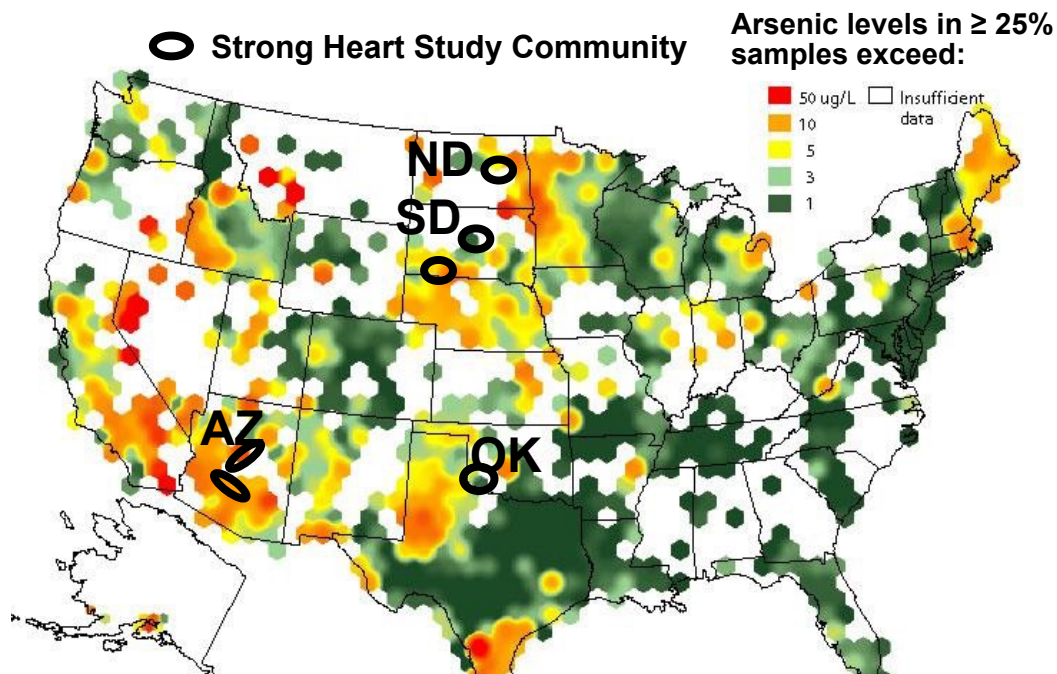 Strong Heart Study Community
Arsenic levels in ≥ 25%
samples exceed:
50 ug/L
Insufficient
data
10
5
3
1
ND
SD
AZ
OK